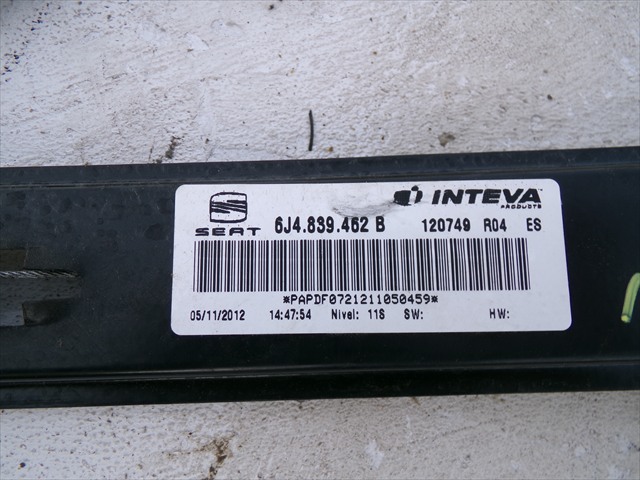 SEAT 6J4.839.462 B INTEVA PRODUCTS
120749 R04 ES
*PAPDF0721211050459*
05/11/2012 14:47:54 Nivel: 11S SW: HW: